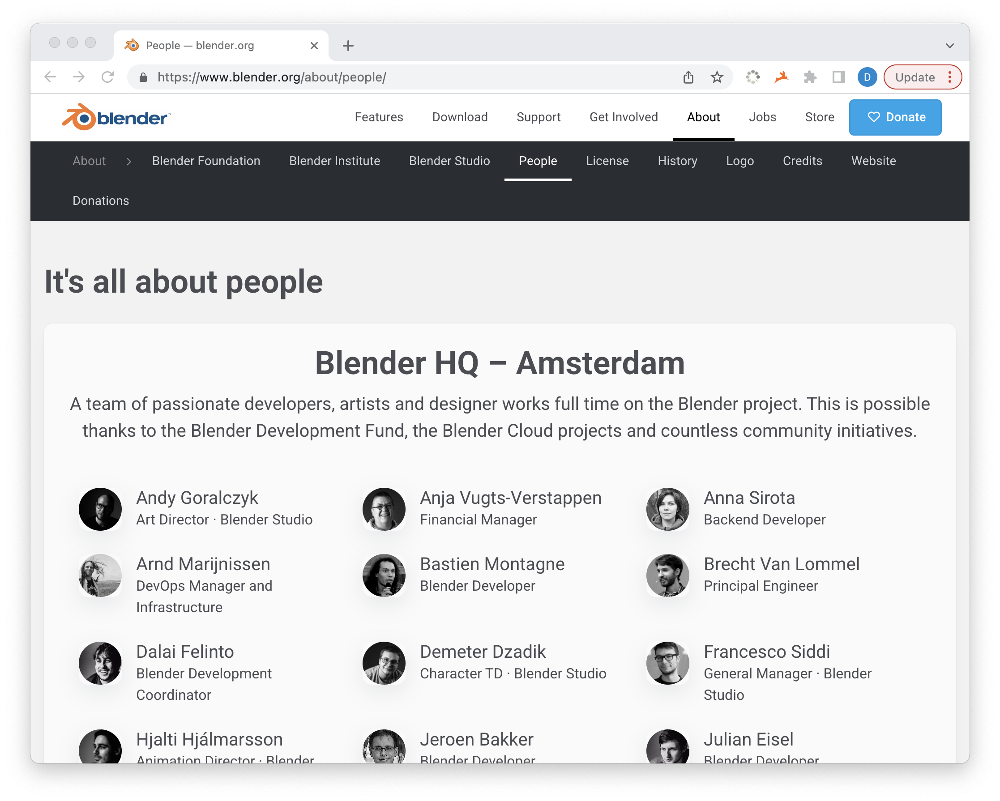 People — blender.org
https://www.blender.org/about/people/
D
Update
blender™
Features
Download
Support
Get Involved
About
Jobs
Store
Donate
About
Blender Foundation
Blender Institute
Blender Studio
People
License
History
Logo
Credits
Website
Donations
It's all about people
Blender HQ – Amsterdam
A team of passionate developers, artists and designer works full time on the Blender project. This is possible
thanks to the Blender Development Fund, the Blender Cloud projects and countless community initiatives.
Andy Goralczyk
Art Director · Blender Studio
Anja Vugts-Verstappen
Financial Manager
Anna Sirota
Backend Developer
Arnd Marijnissen
DevOps Manager and
Infrastructure
Bastien Montagne
Blender Developer
Brecht Van Lommel
Principal Engineer
Dalai Felinto
Blender Development
Coordinator
Demeter Dzadik
Character TD · Blender Studio
Francesco Siddi
General Manager · Blender
Studio
Hjalti Hjálmarsson
Animation Director · Blender
Jeroen Bakker
Blender Developer
Julian Eisel
Blender Developer